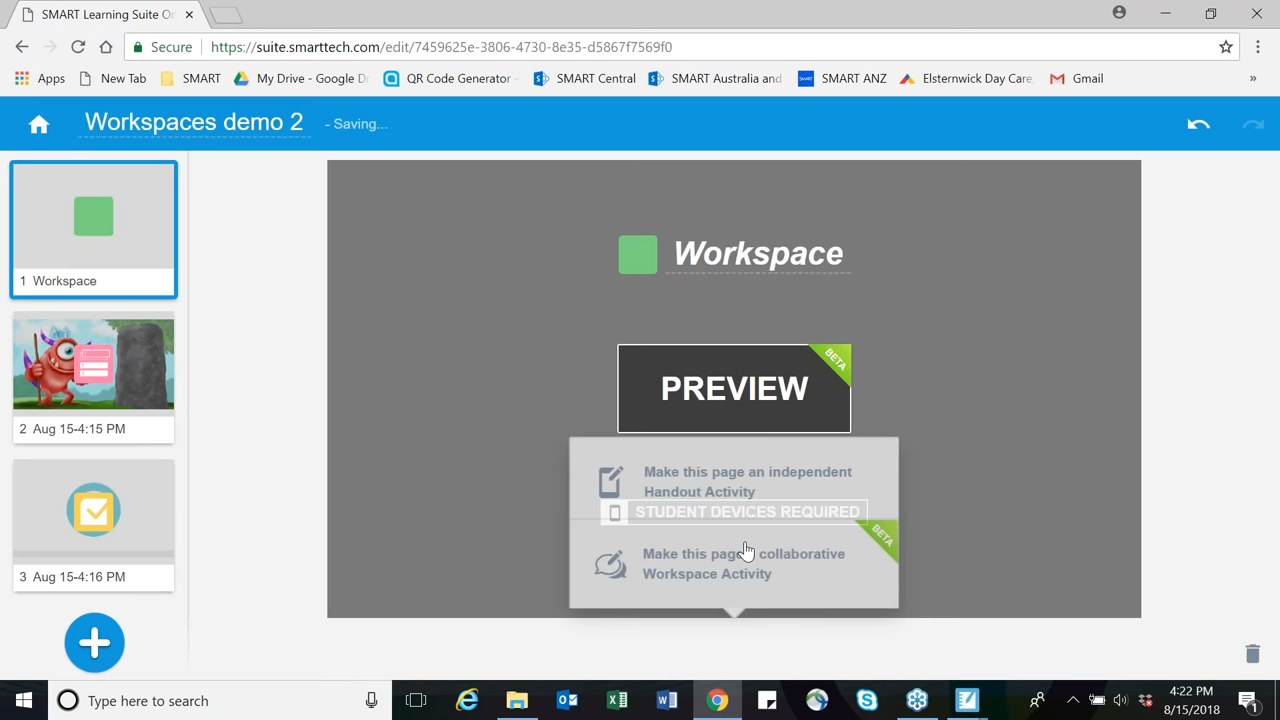 SMART Learning Suite On
Secure
https://suite.smarttech.com/edit/7459625e-3806-4730-8e35-d5867f7569f0
Apps
New Tab
SMART
My Drive - Google Dr
QR Code Generator -
SMART Central
SMART Australia and
SMART ANZ
Elsternwick Day Care,
Gmail
»
Workspaces demo 2
- Saving...
1 Workspace
2 Aug 15-4:15 PM
3 Aug 15-4:16 PM
Workspace
PREVIEW
BETA
Make this page an independent
Handout Activity
STUDENT DEVICES REQUIRED
BETA
Make this page collaborative
Workspace Activity
Type here to search
4:22 PM
8/15/2018
1